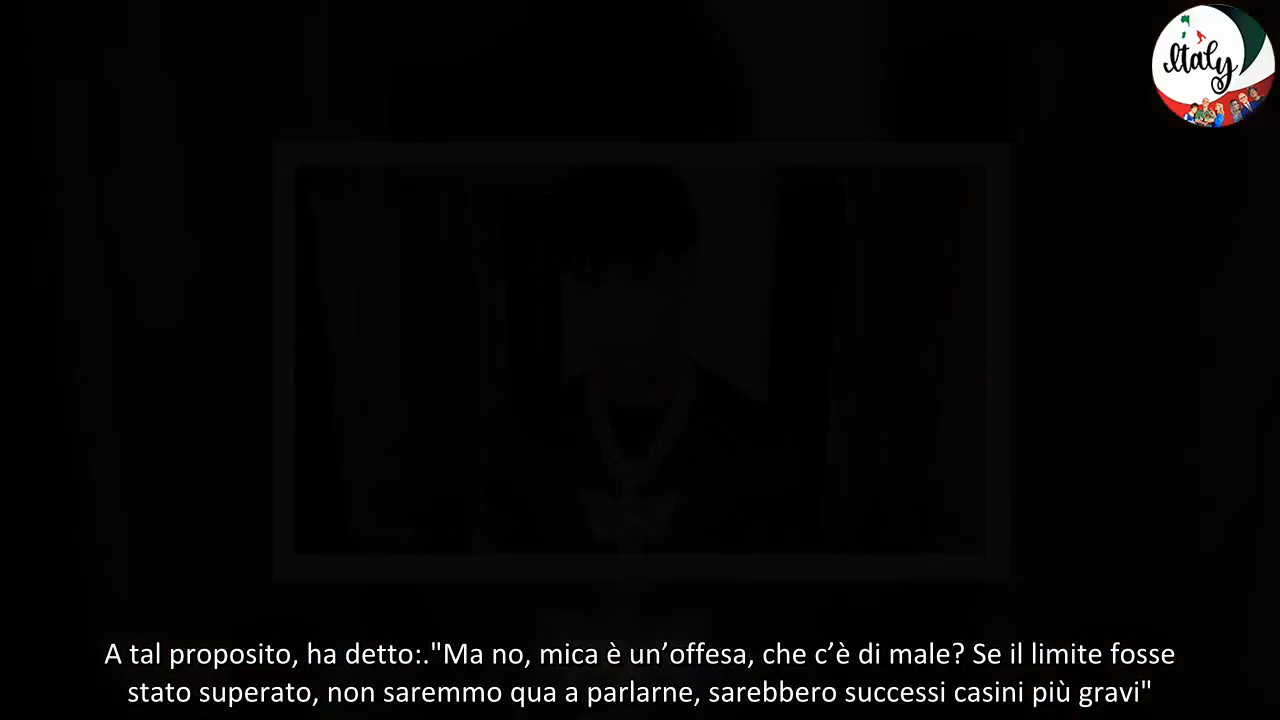 Italy
A tal proposito, ha detto:."Ma no, mica è un’offesa, che c’è di male? Se il limite fosse
stato superato, non saremmo qua a parlarne, sarebbero successi casini più gravi"